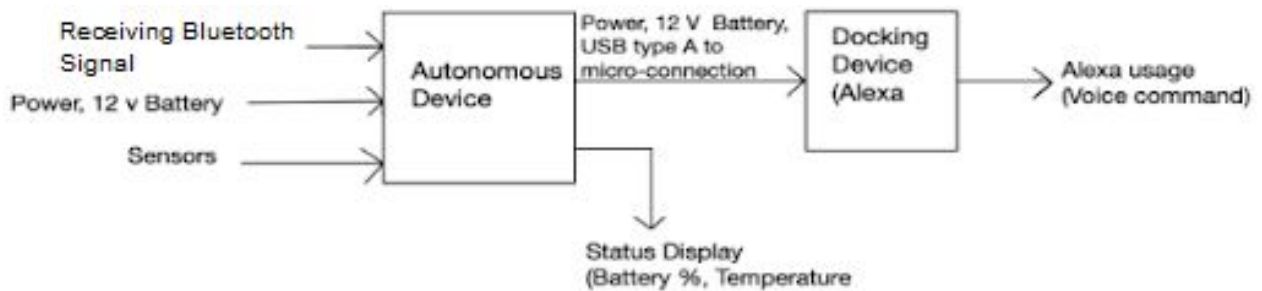 Receiving Bluetooth
Signal
Power, 12 v Battery
Sensors
Autonomous
Device
Power, 12 V Battery,
USB type A to
micro-connection
Docking
Device
(Alexa
Alexa usage
(Voice command)
Status Display
(Battery %, Temperature